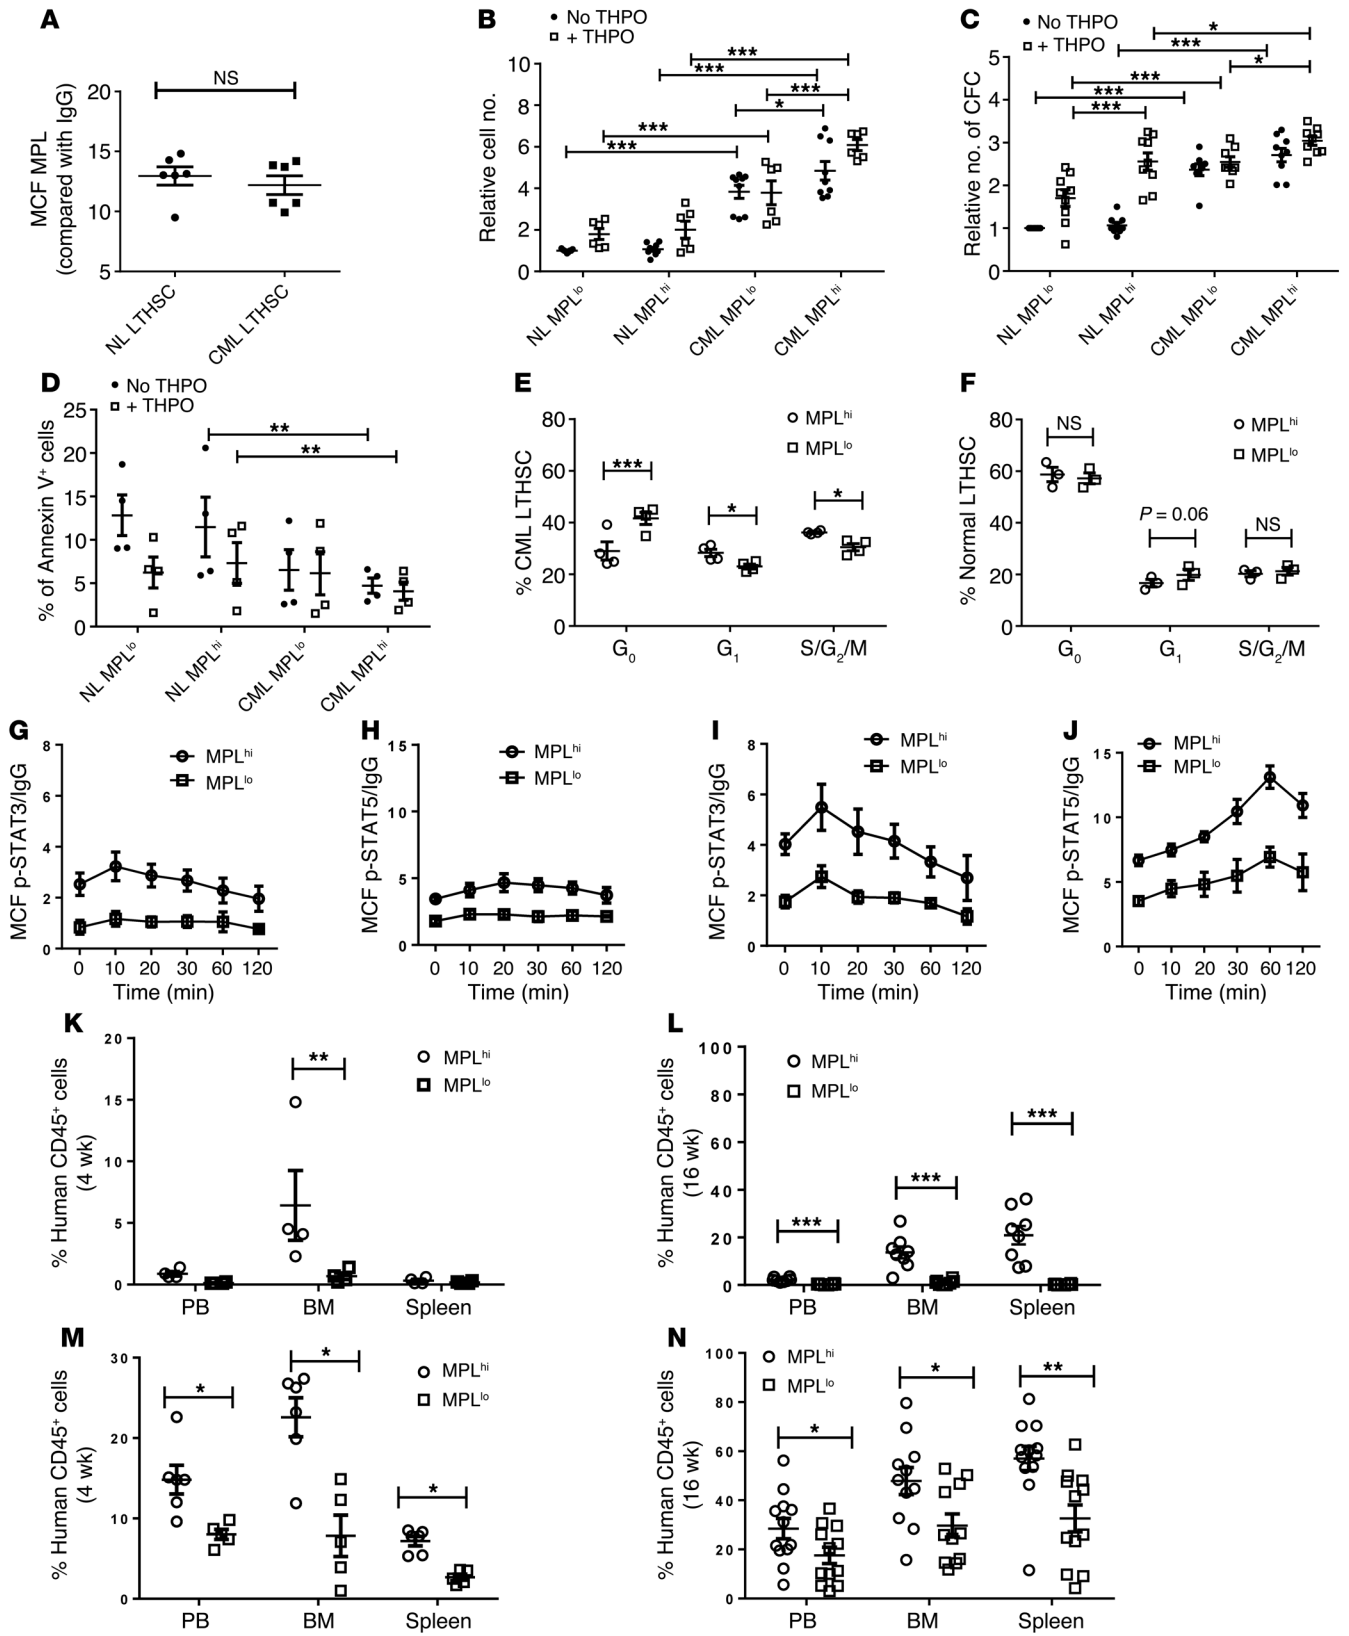 A
NS
20
15
10
5
MCF MPL
(compared with IgG)
NL LTHSC
CML LTHSC
B
No THPO
+ THPO
***
***
***
*
***
***
10
8
6
4
2
0
Relative cell no.
NL MPLlo
NL MPLhi
CML MPLlo
CML MPLhi
C
No THPO
+ THPO
*
***
*
***
***
***
5
4
3
2
1
0
Relative no. of CFC
NL MPLlo
NL MPLhi
CML MPLlo
CML MPLhi
D
No THPO
+ THPO
**
**
25
20
15
10
5
0
% of Annexin V+ cells
NL MPLlo
NL MPLhi
CML MPLlo
CML MPLhi
E
MPLhi
MPLlo
***
*
*
80
60
40
20
0
% CML LTHSC
G0
G1
S/G2/M
F
MPLhi
MPLlo
NS
P = 0.06
NS
80
60
40
20
0
% Normal LTHSC
G0
G1
S/G2/M
G
MPLhi
MPLlo
8
6
4
2
0
MCF p-STAT3/IgG
0 10 20 30 60 120
Time (min)
H
MPLhi
MPLlo
15
10
5
0
MCF p-STAT5/IgG
0 10 20 30 60 120
Time (min)
I
MPLhi
MPLlo
8
6
4
2
0
MCF p-STAT3/IgG
0 10 20 30 60 120
Time (min)
J
MPLhi
MPLlo
15
10
5
0
MCF p-STAT5/IgG
0 10 20 30 60 120
Time (min)
K
MPLhi
MPLlo
**
20
15
10
5
0
% Human CD45+ cells
(4 wk)
PB
BM
Spleen
L
MPLhi
MPLlo
***
***
***
100
80
60
40
20
0
% Human CD45+ cells
(16 wk)
PB
BM
Spleen
M
MPLhi
MPLlo
*
*
*
30
20
10
0
% Human CD45+ cells
(4 wk)
PB
BM
Spleen
N
MPLhi
MPLlo
*
*
**
100
80
60
40
20
0
% Human CD45+ cells
(16 wk)
PB
BM
Spleen